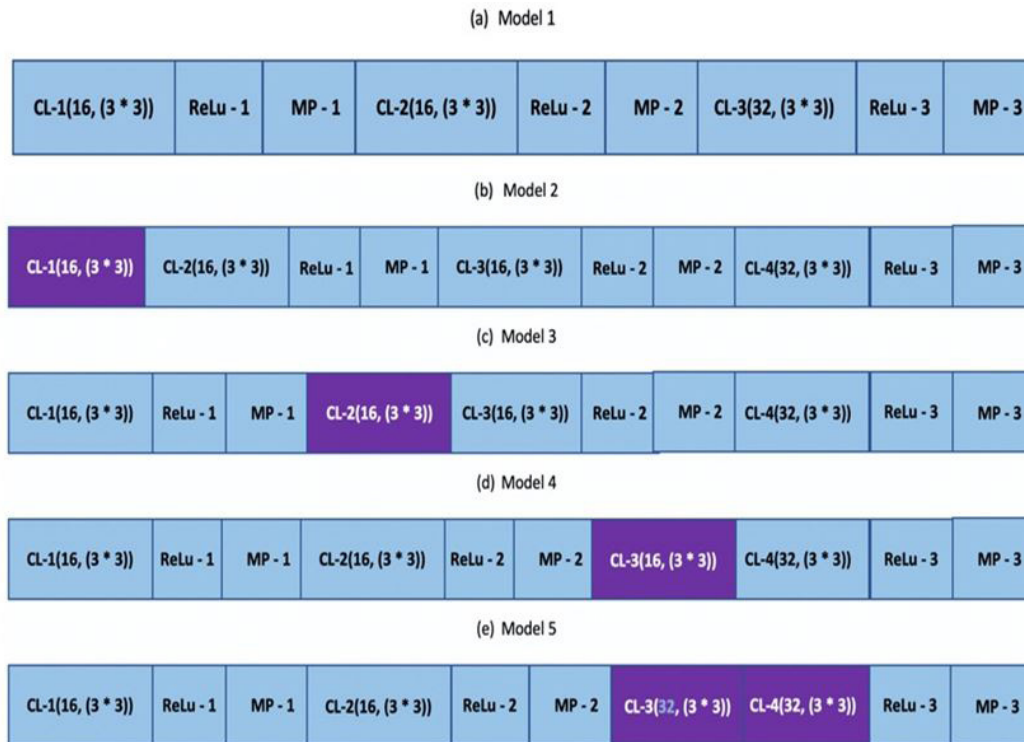 (a) Model 1
CL-1(16, (3 * 3)) ReLu - 1 MP - 1 CL-2(16, (3 * 3)) ReLu - 2 MP - 2 CL-3(32, (3 * 3)) ReLu - 3 MP - 3
(b) Model 2
CL-1(16, (3 * 3)) CL-2(16, (3 * 3)) ReLu - 1 MP - 1 CL-3(16, (3 * 3)) ReLu - 2 MP - 2 CL-4(32, (3 * 3)) ReLu - 3 MP - 3
(c) Model 3
CL-1(16, (3 * 3)) ReLu - 1 MP - 1 CL-2(16, (3 * 3)) CL-3(16, (3 * 3)) ReLu - 2 MP - 2 CL-4(32, (3 * 3)) ReLu - 3 MP - 3
(d) Model 4
CL-1(16, (3 * 3)) ReLu - 1 MP - 1 CL-2(16, (3 * 3)) ReLu - 2 MP - 2 CL-3(16, (3 * 3)) CL-4(32, (3 * 3)) ReLu - 3 MP - 3
(e) Model 5
CL-1(16, (3 * 3)) ReLu - 1 MP - 1 CL-2(16, (3 * 3)) ReLu - 2 MP - 2 CL-3(32, (3 * 3)) CL-4(32, (3 * 3)) ReLu - 3 MP - 3